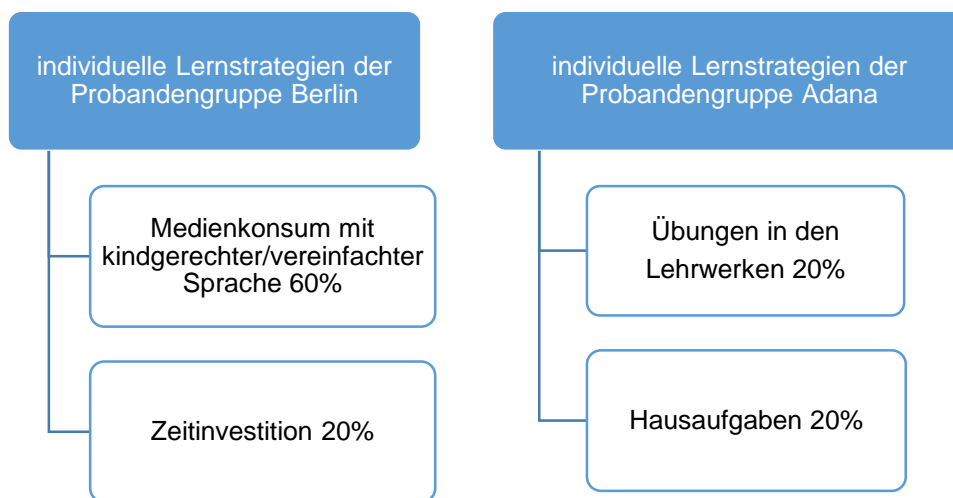 individuelle Lernstrategien der
Probandengruppe Berlin
Medienkonsum mit
kindgerechter/vereinfachter
Sprache 60%
Zeitinvestition 20%
individuelle Lernstrategien der
Probandengruppe Adana
Übungen in den
Lehrwerken 20%
Hausaufgaben 20%